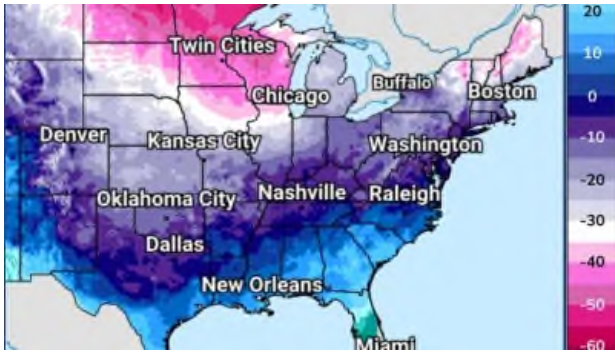 Twin Cities
Chicago
Buffalo
Boston
Denver
Kansas City
Washington
Oklahoma City
Nashville
Raleigh
Dallas
New Orleans
Miami
20
10
0
-10
-20
-30
-40
-50
-60